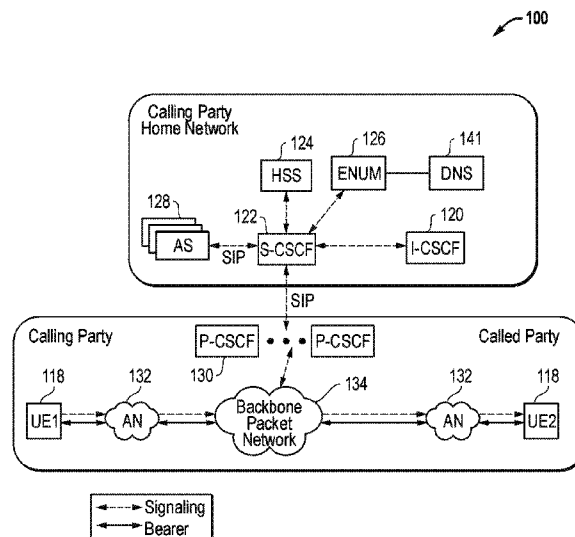 100
Calling Party
Home Network
124
126
141
HSS
ENUM
DNS
128
122
120
AS
SIP
S-CSCF
I-CSCF
SIP
Calling Party
Called Party
P-CSCF
P-CSCF
130
118
132
134
132
118
UE1
AN
Backbone
Packet
Network
AN
UE2
Signaling
Bearer